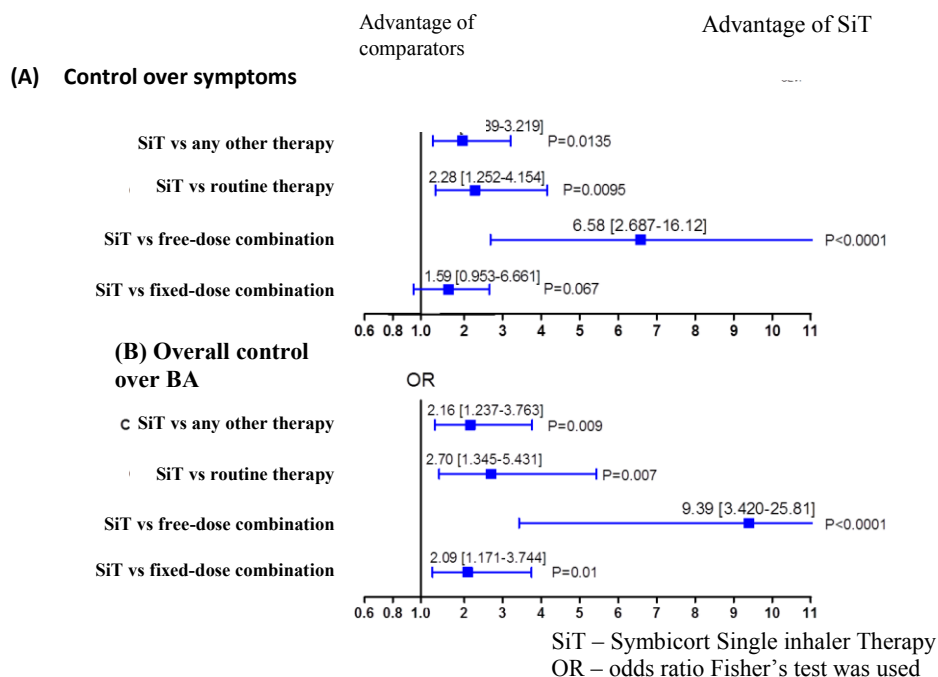 Advantage of
comparators
Advantage of SiT
(A) Control over symptoms
SiT vs any other therapy
39-3.219]
P=0.0135
SiT vs routine therapy
2.28 [1.252-4.154)
P=0.0095
SiT vs free-dose combination
6.58 [2.687-16.12)
P<0.0001
SiT vs fixed-dose combination
1.59 [0.953-6.661)
P=0.067
0.6 0.8 1.0 2 3 4 5 6 7 8 9 10 11
(B) Overall control
over BA
OR
SiT vs any other therapy
2.16 [1.237-3.763]
P=0.009
SiT vs routine therapy
2.70 [1.345-5.431]
P=0.007
SiT vs free-dose combination
9.39 [3.420-25.81]
P<0.0001
SiT vs fixed-dose combination
2.09 [1.171-3.744]
P=0.01
0.6 0.8 1.0 2 3 4 5 6 7 8 9 10 11
SiT – Symbicort Single inhaler Therapy
OR – odds ratio Fisher’s test was used